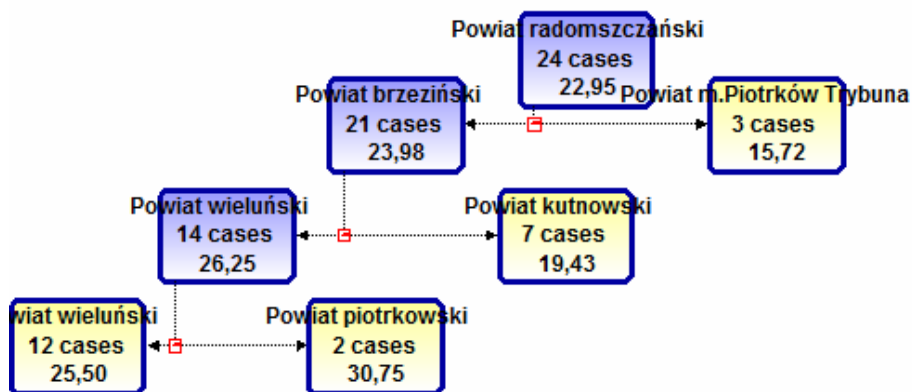 Powiat radomszczański
24 cases
22,95
Powiat brzeziński
21 cases
23,98
Powiat m.Piotrków Trybuna
3 cases
15,72
Powiat wieluński
14 cases
26,25
Powiat kutnowski
7 cases
19,43
wiat wieluński
12 cases
25,50
Powiat piotrkowski
2 cases
30,75